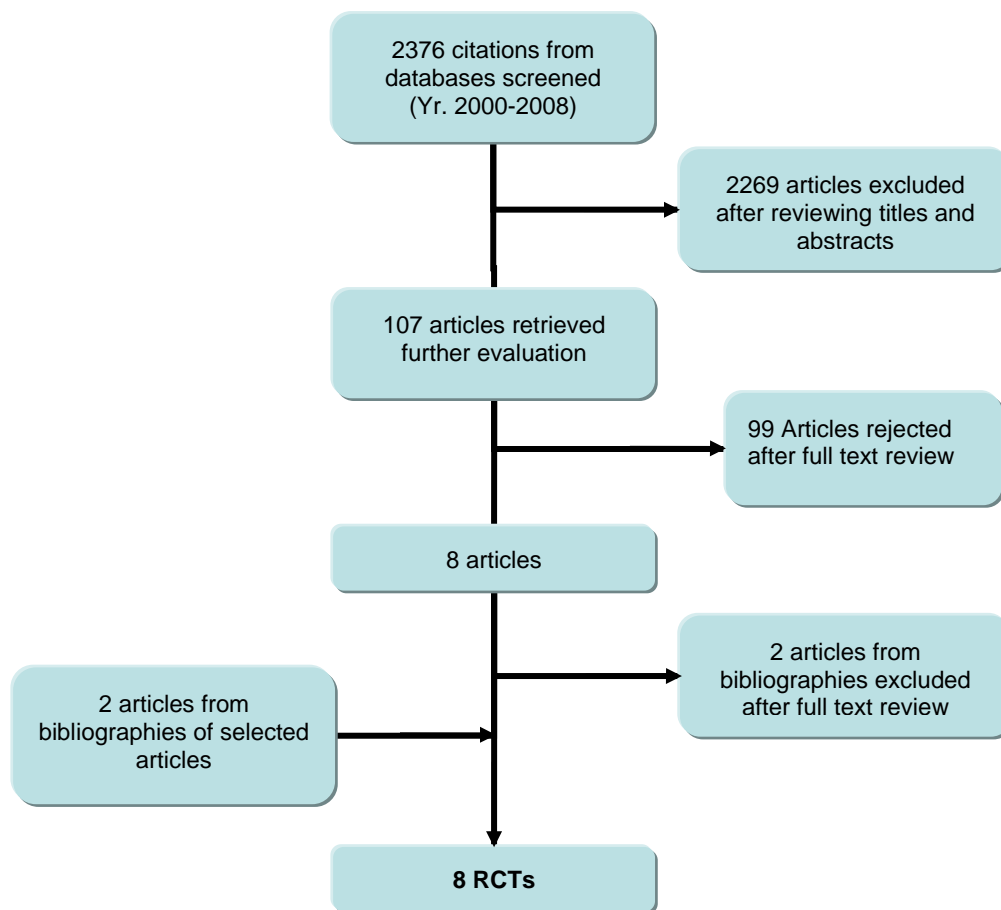 2376 citations from
databases screened
(Yr. 2000-2008)
2269 articles excluded
after reviewing titles and
abstracts
107 articles retrieved
further evaluation
99 Articles rejected
after full text review
8 articles
2 articles from
bibliographies excluded
after full text review
2 articles from
bibliographies of selected
articles
8 RCTs